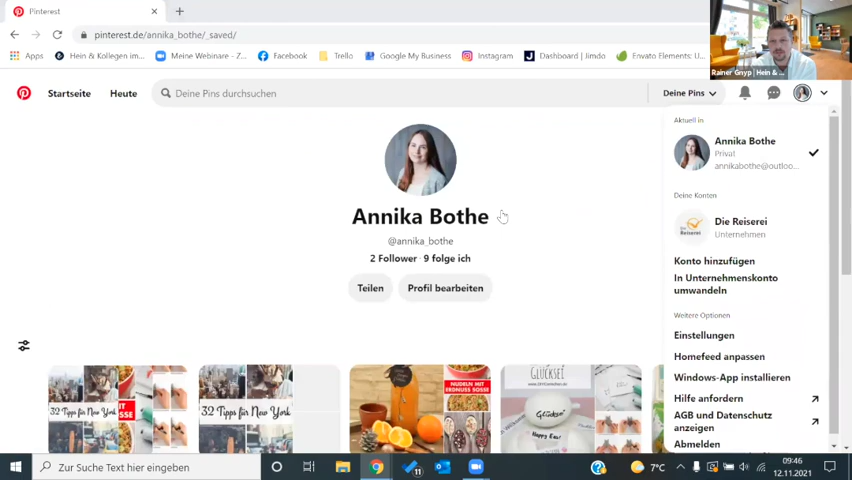 Pinterest
pinterest.de/annika_bothe/_saved/
Apps
Hein & Kollegen im...
Meine Webinare - Z...
Facebook
Trello
Google My Business
Instagram
Dashboard | Jimdo
Envato Elements: U...
Rainer Gnyp | Hein & ...
Startseite
Heute
Deine Pins durchsuchen
Deine Pins
Aktuell in
Annika Bothe
Privat
annikabothe@outloo...
Deine Konten
Die Reiserei
Unternehmen
Konto hinzufügen
In Unternehmenskonto
umwandeln
Weitere Optionen
Einstellungen
Homefeed anpassen
Windows-App installieren
Hilfe anfordern
AGB und Datenschutz
anzeigen
Abmelden
Annika Bothe
@annika_bothe
2 Follower · 9 folge ich
Teilen
Profil bearbeiten
32 Tipps für New York
32 Tipps für New York
NUDELN MIT
ERDNUSS SOSSE
GLÜCKSEI
Glücksei
Happy
Zur Suche Text hier eingeben
11
7°C
09:46
12.11.2021